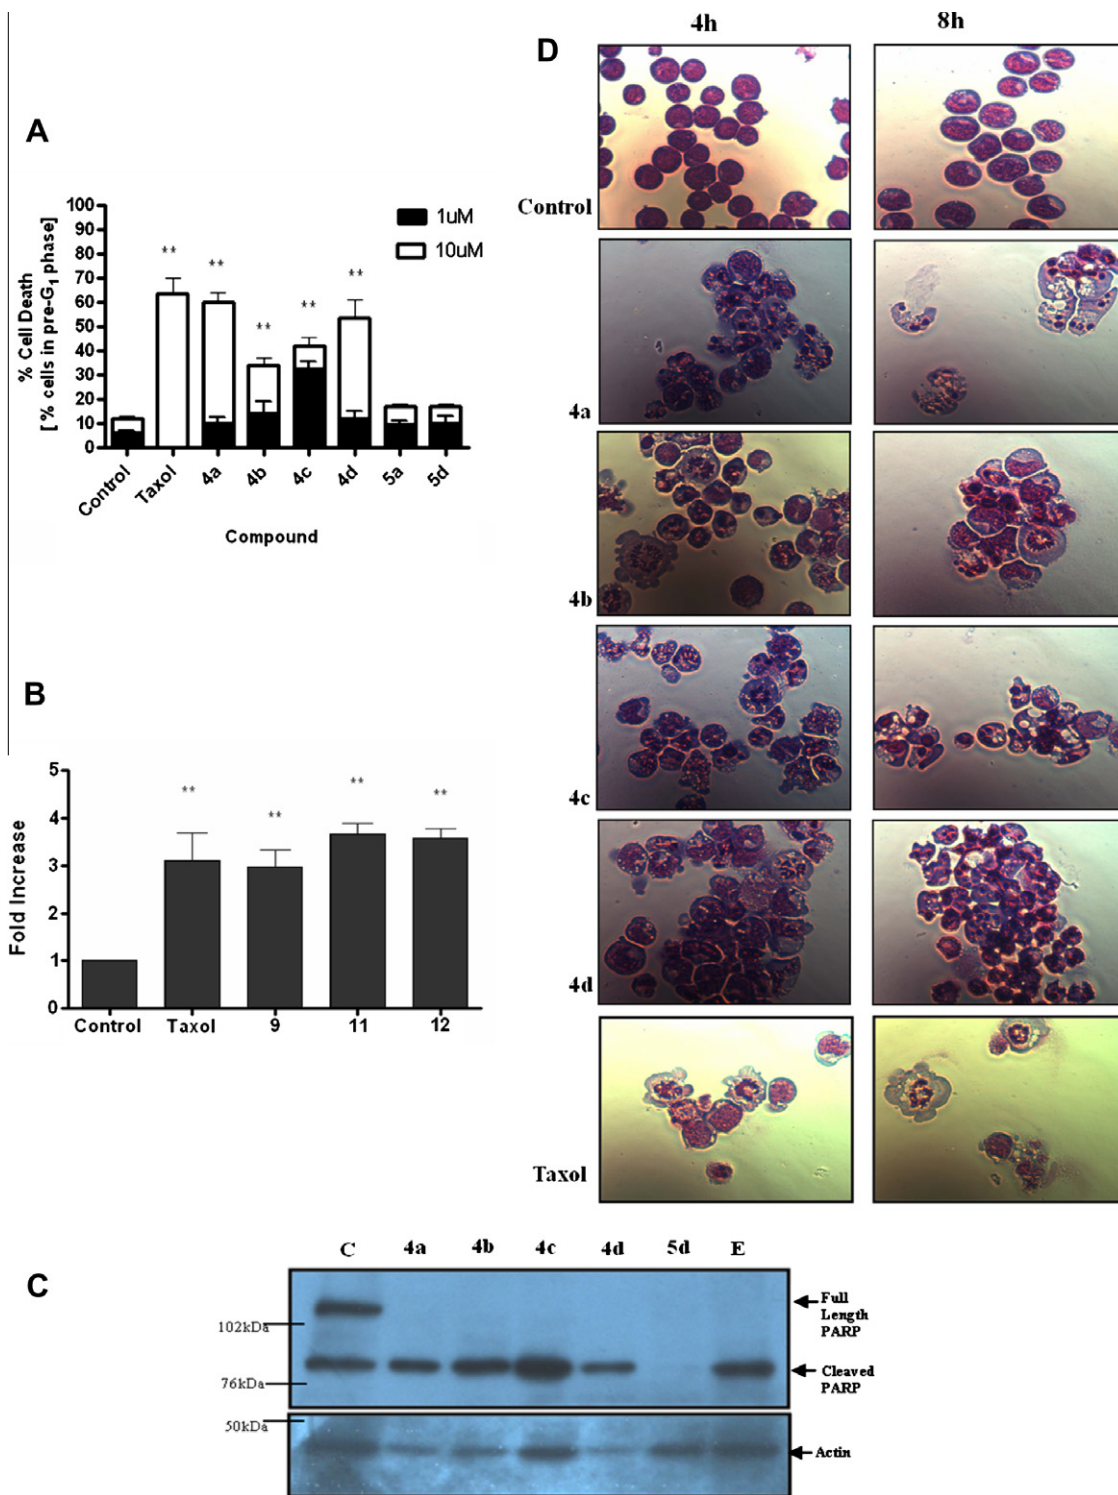 A
% Cell Death
[ % cells in pre-G1 phase]
100
90
80
70
60
50
40
30
20
10
0
1uM
10uM
**
**
**
**
**
Control
Taxol
4a
4b
4c
4d
5a
5d
Compound
B
Fold Increase
5
4
3
2
1
0
**
**
**
**
Control
Taxol
9
11
12
D
4h
8h
Control
4a
4b
4c
4d
Taxol
C
C
4a
4b
4c
4d
5d
E
102kDa
76kDa
50kDa
Full
Length
PARP
Cleaved
PARP
Actin